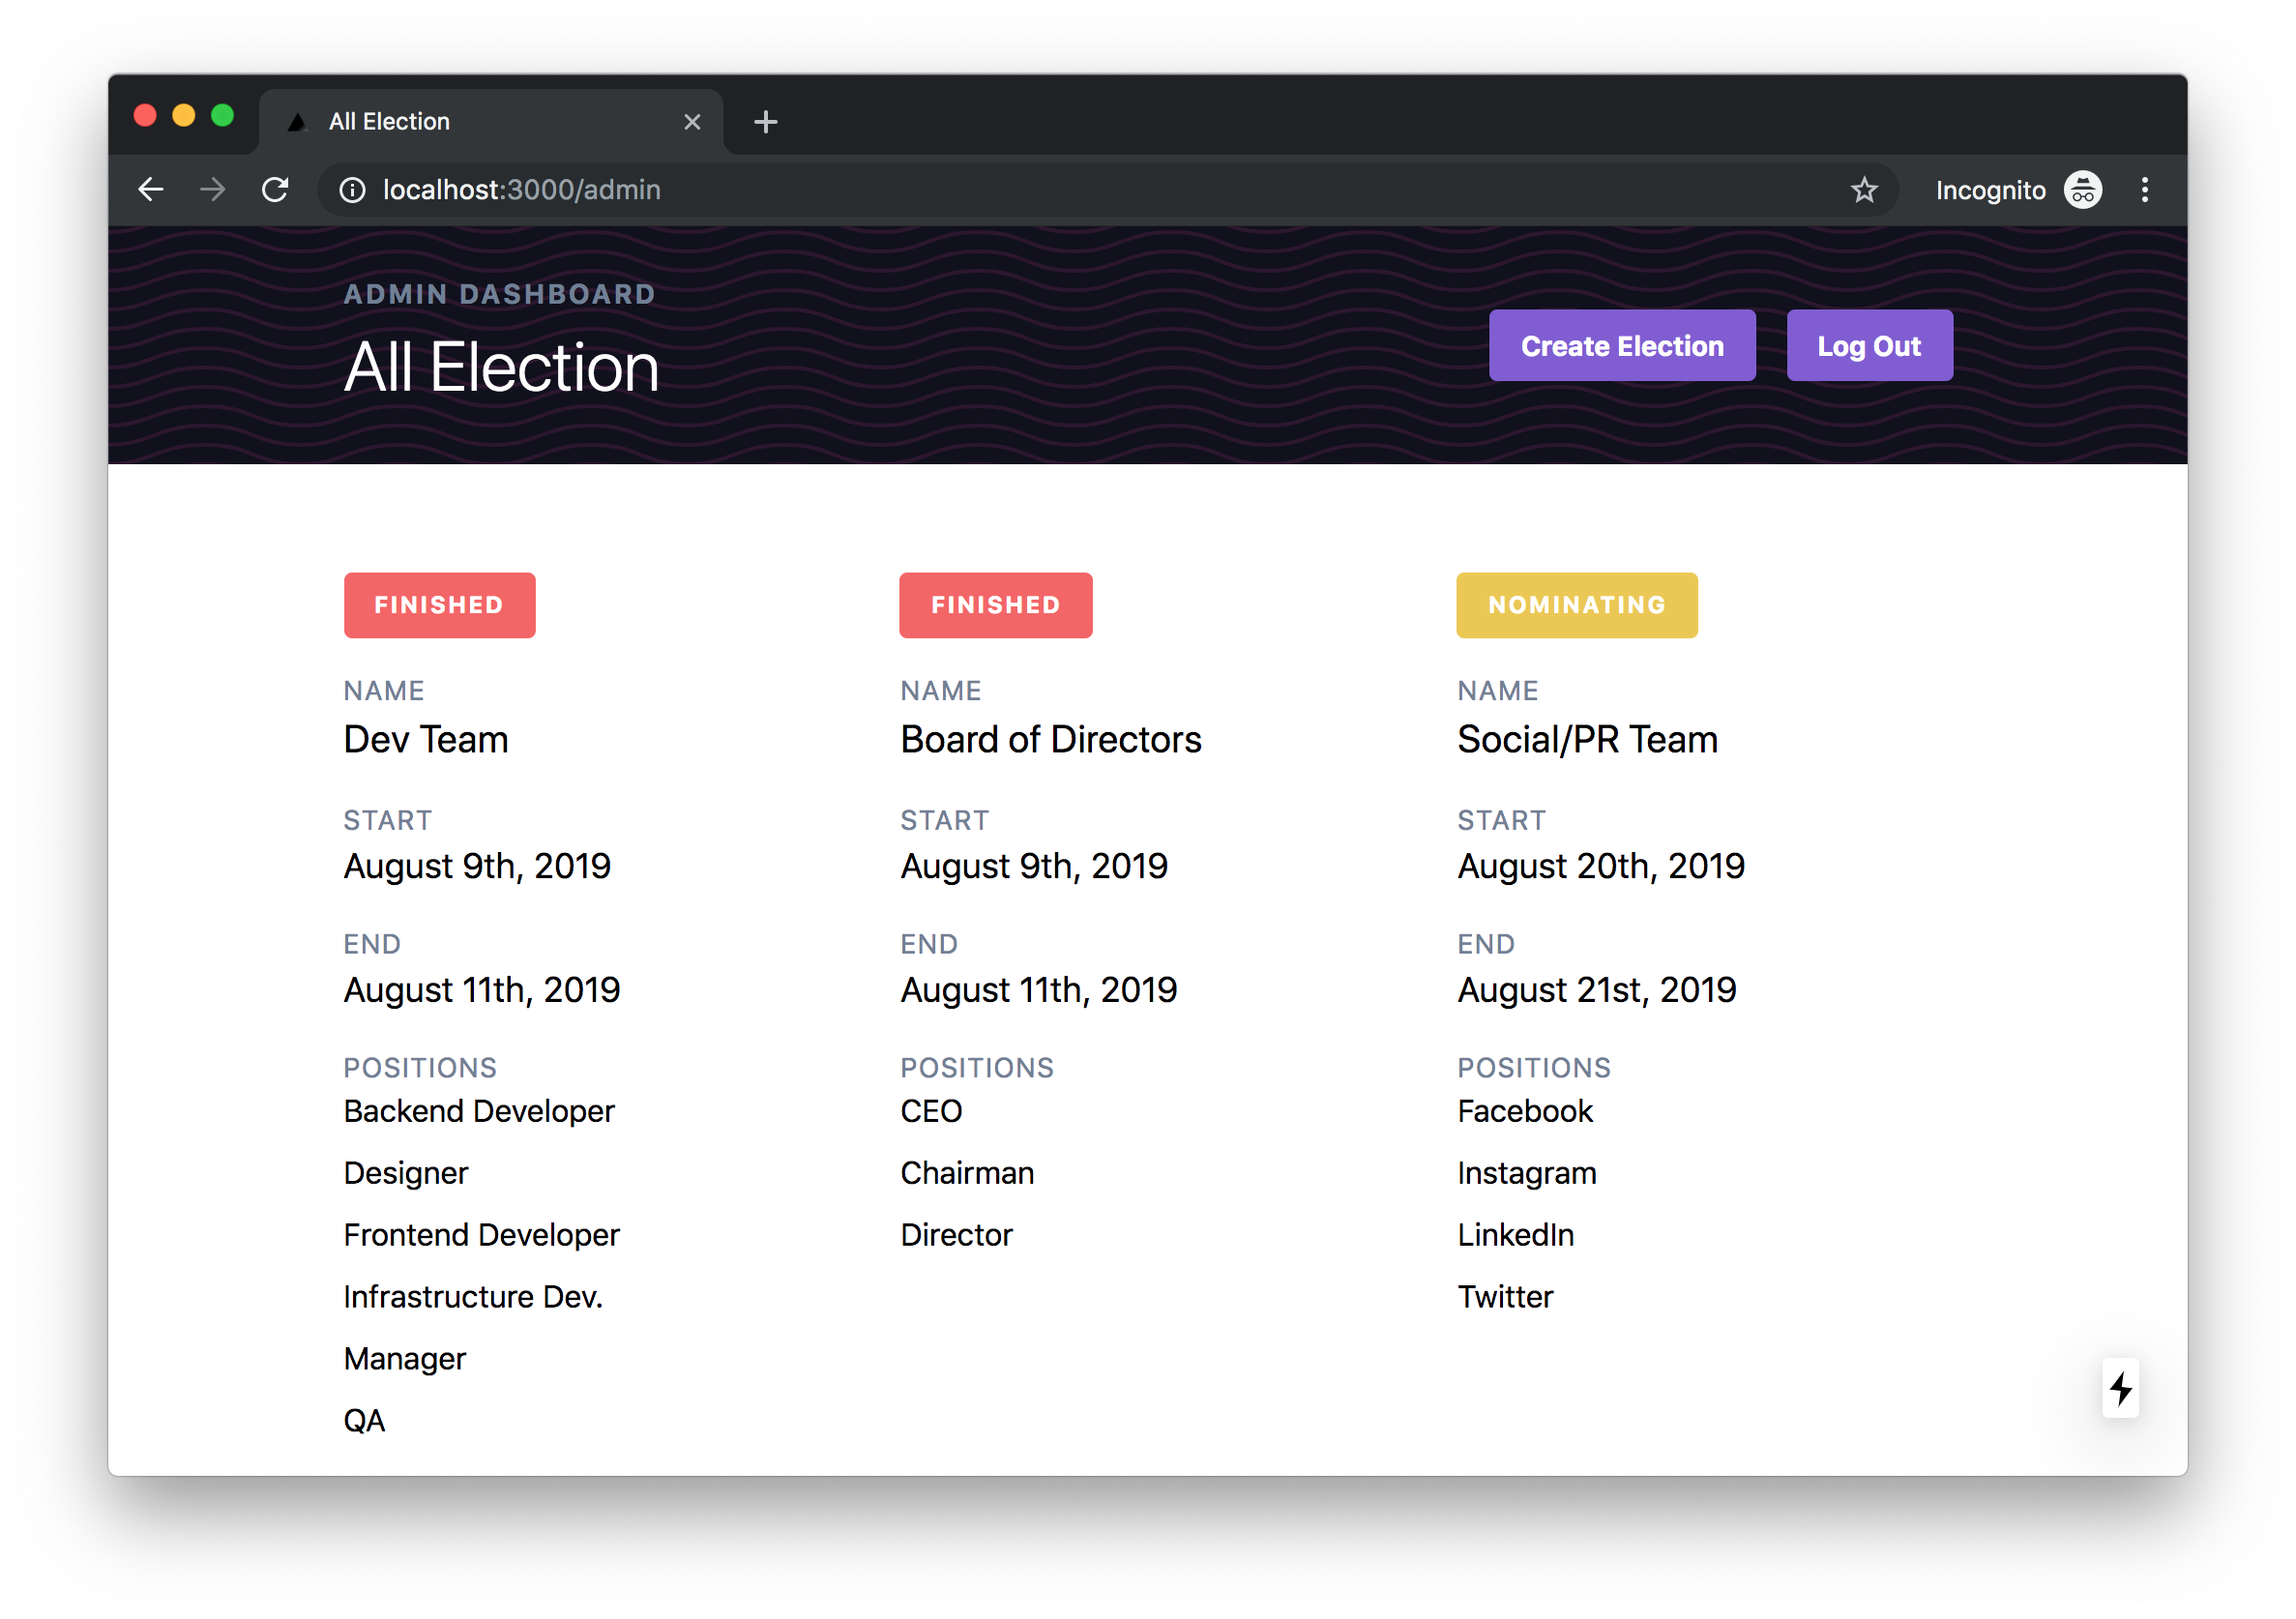 All Election
localhost:3000/admin
Incognito
ADMIN DASHBOARD
All Election
Create Election
Log Out
FINISHED
NAME
Dev Team
START
August 9th, 2019
END
August 11th, 2019
POSITIONS
Backend Developer
Designer
Frontend Developer
Infrastructure Dev.
Manager
QA
FINISHED
NAME
Board of Directors
START
August 9th, 2019
END
August 11th, 2019
POSITIONS
CEO
Chairman
Director
NOMINATING
NAME
Social/PR Team
START
August 20th, 2019
END
August 21st, 2019
POSITIONS
Facebook
Instagram
LinkedIn
Twitter